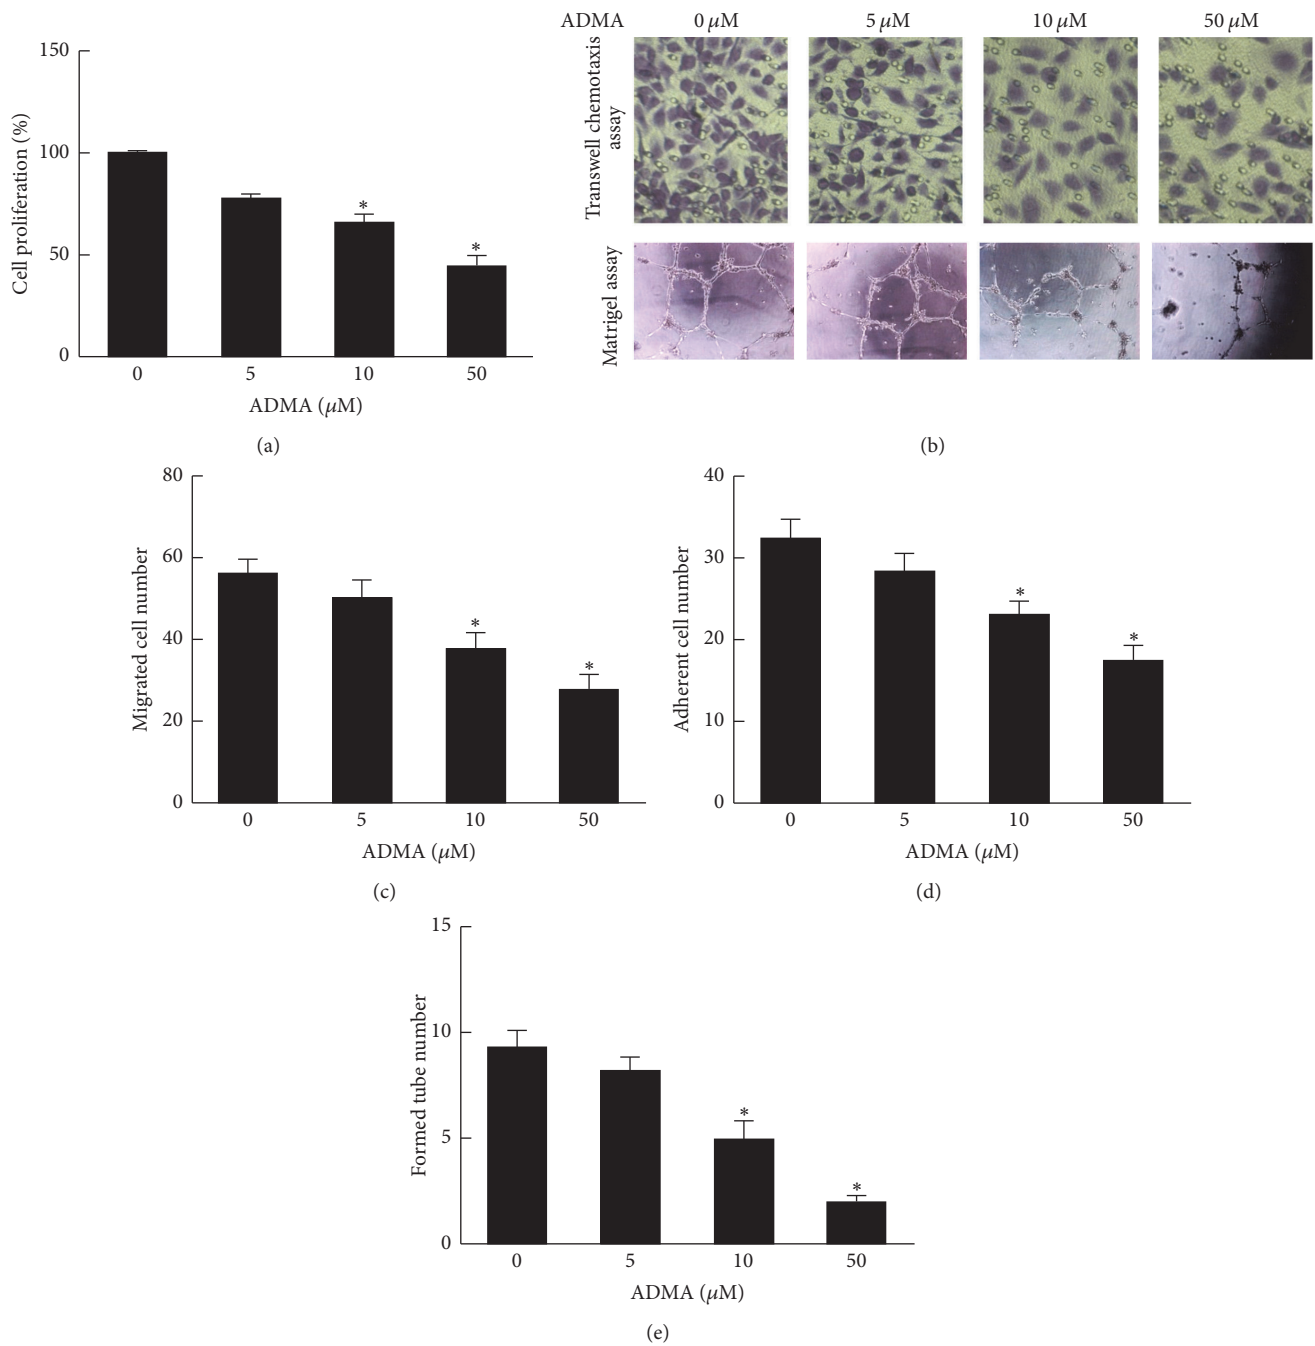 150
100
50
0
Cell proliferation (%)
*
*
0 5 10 50
ADMA (μM)
(a)
ADMA 0 μM 5 μM 10 μM 50 μM
Transwell chemotaxis
assay
Matrigel assay
(b)
80
60
40
20
0
Migrated cell number
*
*
0 5 10 50
ADMA (μM)
(c)
40
30
20
10
0
Adherent cell number
*
*
0 5 10 50
ADMA (μM)
(d)
15
10
5
0
Formed tube number
*
*
0 5 10 50
ADMA (μM)
(e)